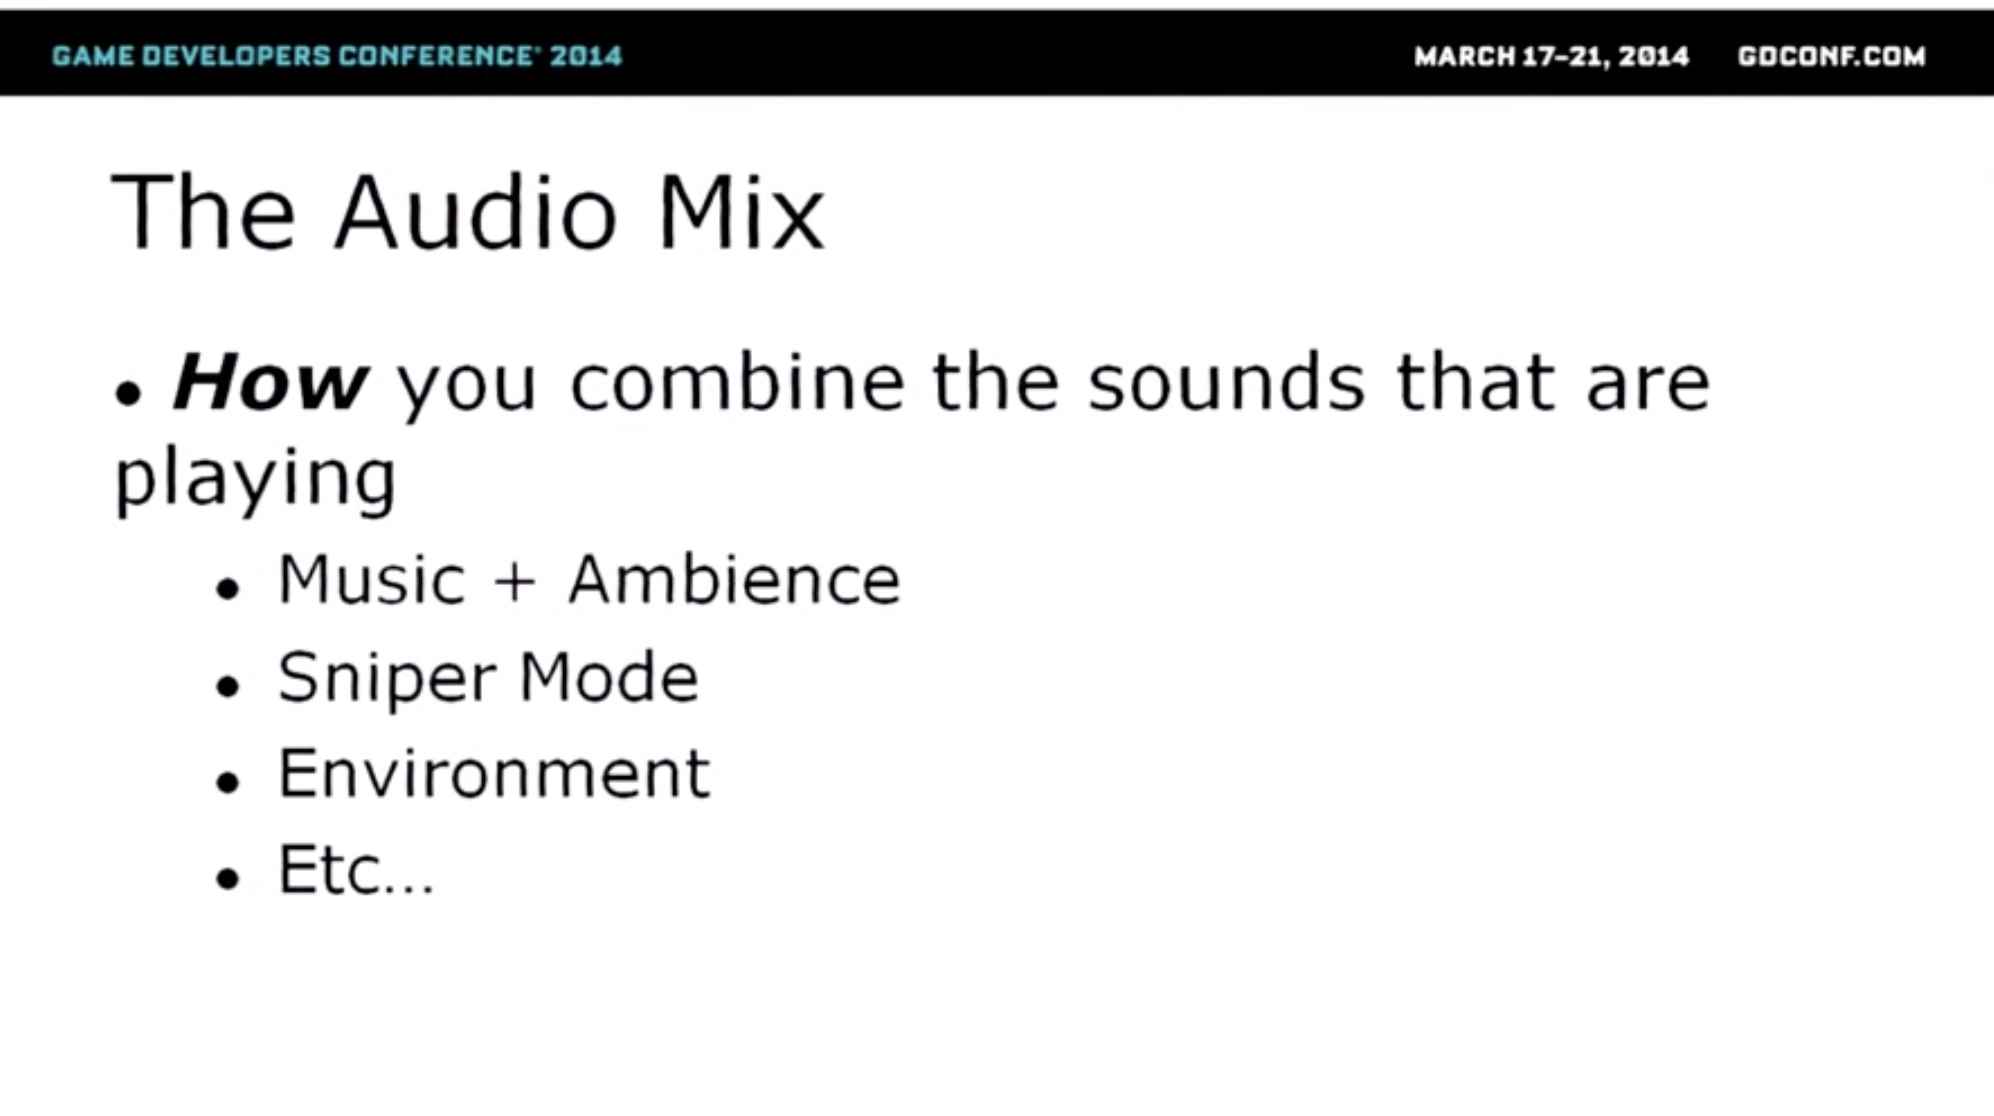 GAME DEVELOPERS CONFERENCE® 2014
MARCH 17–21, 2014 GDCONF.COM
The Audio Mix
• How you combine the sounds that are
playing
• Music + Ambience
• Sniper Mode
• Environment
• Etc...